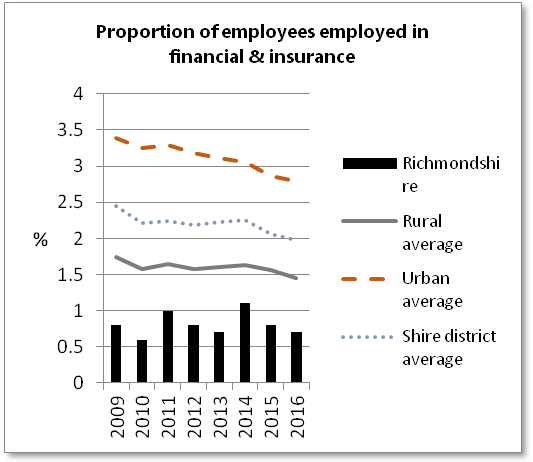 Proportion of employees employed in
financial & insurance
4
3.5
3
2.5
2
1.5
1
0.5
0
%
2009
2010
2011
2012
2013
2014
2015
2016
Richmondshi
re
Rural
average
Urban
average
Shire district
average